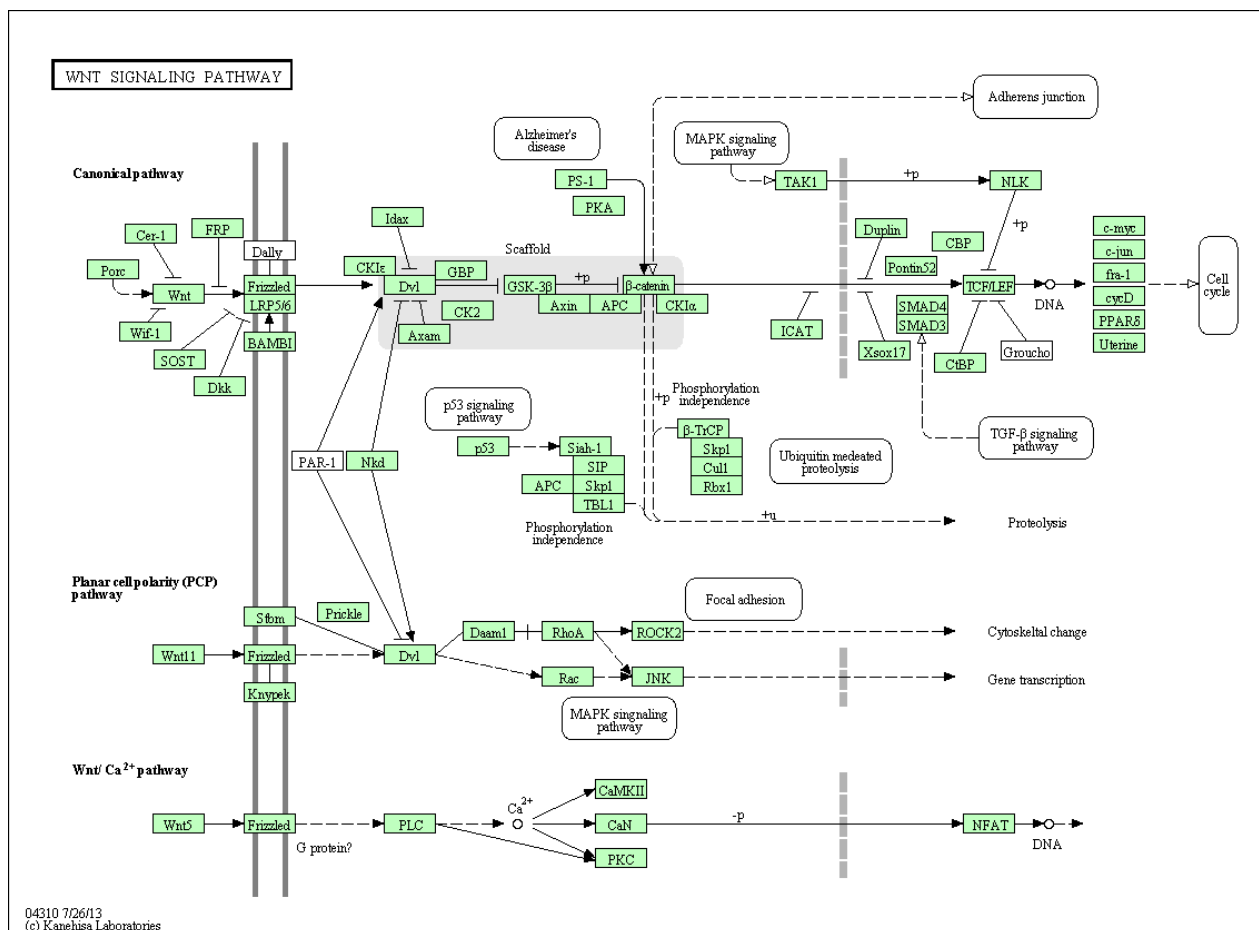 WNT SIGNALING PATHWAY
Adherens junction
Alzheimer's
disease
MAPK signaling
pathway
Canonical pathway
PS-1
TAK1
+p
NLK
PKA
Idax
Cer-1
FRP
Dally
Scaffold
Duplin
CBP
+p
c-myc
Porc
Wnt
Frizzled
LRP5/6
CKIε
Dvl
GBP
GSK-3β
+p
β-catenin
Pontin52
TCF/LEF
DNA
c-jun
fra-1
cycD
PPARδ
Uterine
Cell
cycle
Axin
APC
CKIα
CK2
Axam
SMAD4
SMAD3
ICAT
Wif-1
SOST
BAMBI
Dkk
Xsox17
CtBP
Groucho
Phosphorylation
independence
+p
p53 signaling
pathway
β-TrCP
Skp1
Cul1
Rbx1
Ubiquitin medeated
proteolysis
TGF-β signaling
pathway
PAR-1
Nkd
p53
Siah-1
SIP
APC
Skp1
TBL1
+u
Proteolysis
Phosphorylation
independence
Planar cell polarity (PCP)
pathway
Focal adhesion
Stbm
Prickle
Daam1
RhoA
ROCK2
Cytoskeltal change
Wnt11
Frizzled
Dvl
Rac
JNK
Gene transcription
Knypek
MAPK singnaling
pathway
Wnt/ Ca2+ pathway
CaMKII
Ca2+
Wnt5
Frizzled
PLC
CaN
-p
NFAT
DNA
G protein?
PKC
04310 7/26/13
(c) Kanehisa Laboratories